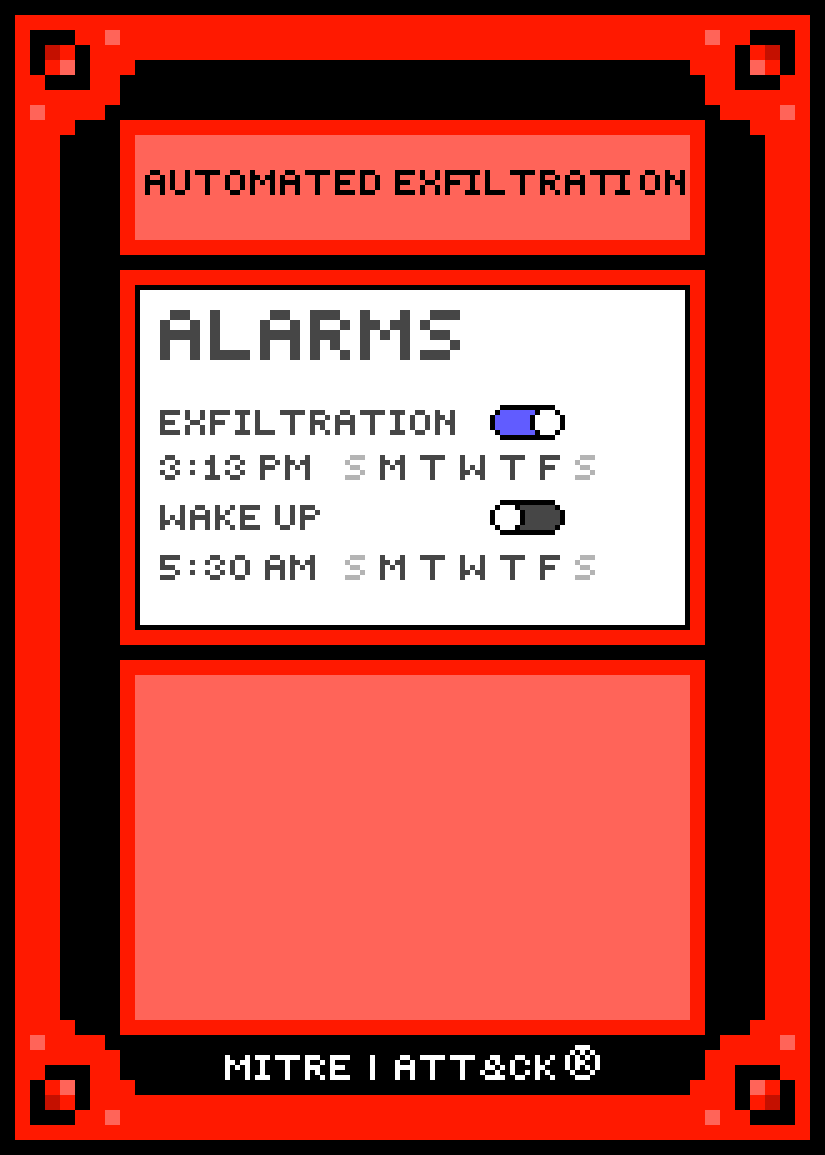 AUTOMATED EXFILTRATION
ALARMS
EXFILTRATION
3:13 PM S M T W T F S
WAKE UP
5:30 AM S M T W T F S
MITRE | ATT&CK®